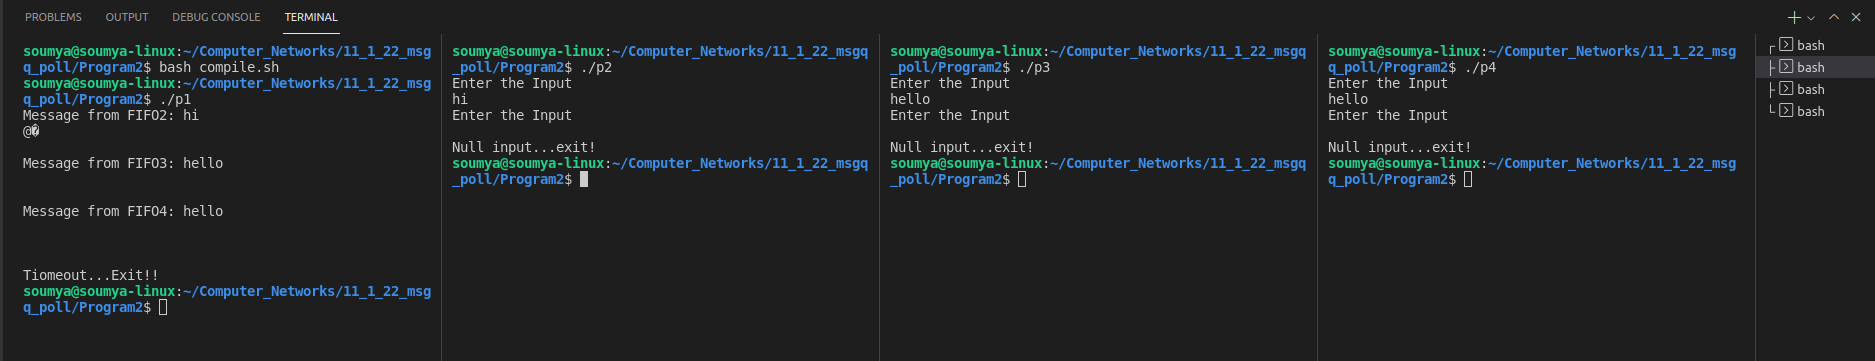 PROBLEMS OUTPUT DEBUG CONSOLE TERMINAL
soumya@soumya-linux:~/Computer_Networks/11_1_22_msg
q_poll/Program2$ bash compile.sh
soumya@soumya-linux:~/Computer_Networks/11_1_22_msg
q_poll/Program2$ ./p1
Message from FIFO2: hi
@�
Message from FIFO3: hello
Message from FIFO4: hello
Tiomeout...Exit!!
soumya@soumya-linux:~/Computer_Networks/11_1_22_msg
q_poll/Program2$
soumya@soumya-linux:~/Computer_Networks/11_1_22_msgq
_poll/Program2$ ./p2
Enter the Input
hi
Enter the Input
Null input...exit!
soumya@soumya-linux:~/Computer_Networks/11_1_22_msgq
_poll/Program2$
soumya@soumya-linux:~/Computer_Networks/11_1_22_msgq
_poll/Program2$ ./p3
Enter the Input
hello
Enter the Input
Null input...exit!
soumya@soumya-linux:~/Computer_Networks/11_1_22_msgq
_poll/Program2$
soumya@soumya-linux:~/Computer_Networks/11_1_22_msg
q_poll/Program2$ ./p4
Enter the Input
hello
Enter the Input
Null input...exit!
soumya@soumya-linux:~/Computer_Networks/11_1_22_msg
q_poll/Program2$
bash
bash
bash
bash